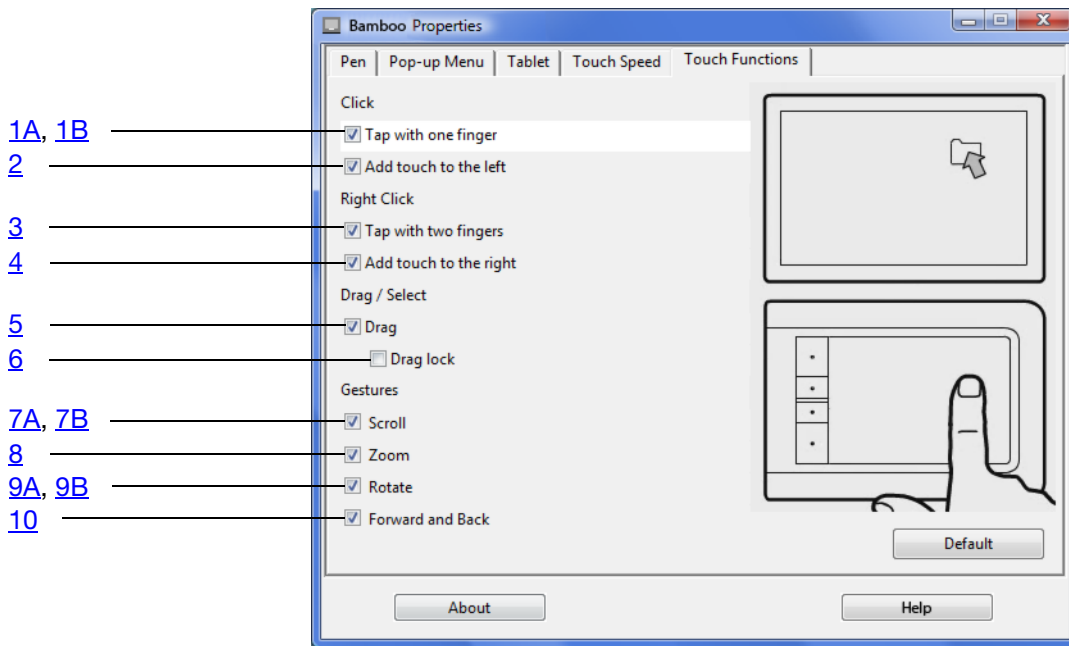 Bamboo Properties
Pen Pop-up Menu Tablet Touch Speed Touch Functions
Click
1A, 1B Tap with one finger
2 Add touch to the left
Right Click
3 Tap with two fingers
4 Add touch to the right
Drag / Select
5 Drag
6 Drag lock
Gestures
7A, 7B Scroll
8 Zoom
9A, 9B Rotate
10 Forward and Back
Default
About Help